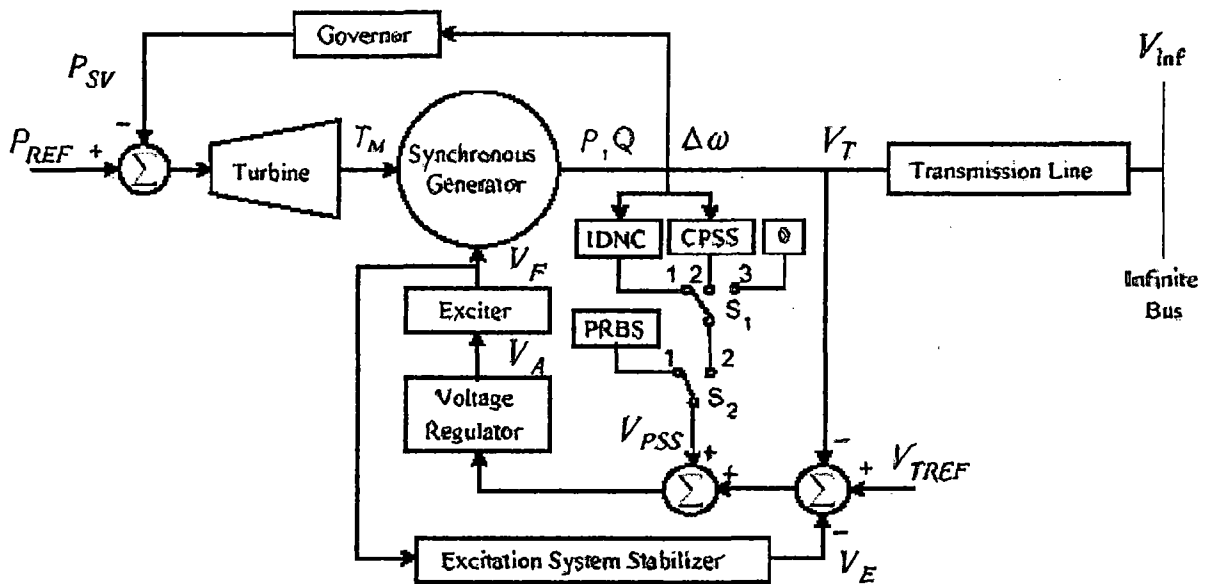 Governor
P_SV
V_Inf
-
P_REF +
Σ
Turbine
T_M
Synchronous
Generator
P, Q
Δω
V_T
Transmission Line
IDNC
CPSS
0
V_F
1 2 3
S_1
Infinite
Bus
Exciter
PRBS
V_A
1 2
S_2
Voltage
Regulator
V_PSS
+
-
+ V_TREF
Σ
+
Σ
-
Excitation System Stabilizer
V_E